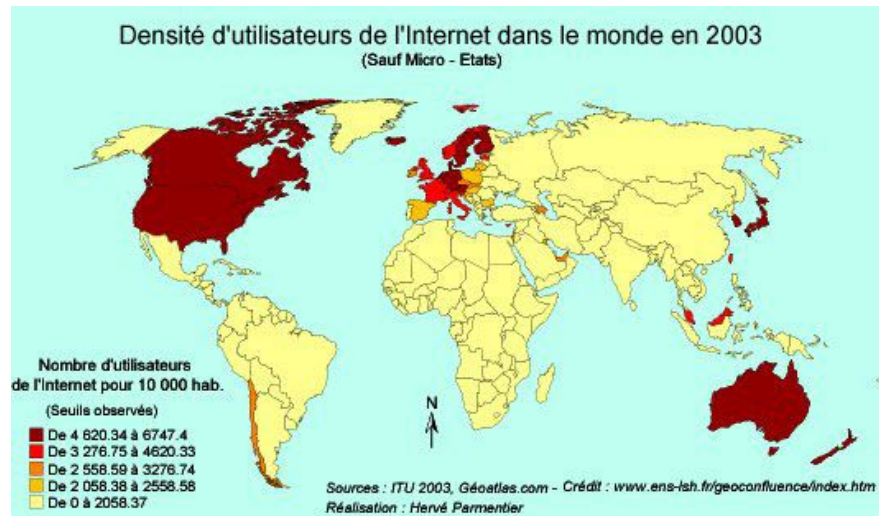 Densité d'utilisateurs de l'Internet dans le monde en 2003
(Sauf Micro - Etats)
Nombre d'utilisateurs
de l'Internet pour 10 000 hab.
(Seuils observés)
De 4 620.34 à 6747.4
De 3 276.75 à 4620.33
De 2 558.59 à 3276.74
De 2 058.38 à 2558.58
De 0 à 2058.37
N
Sources : ITU 2003, Géoatlas.com - Crédit : www.ens-lsh.fr/geoconfluence/index.htm
Réalisation : Hervé Parmentier